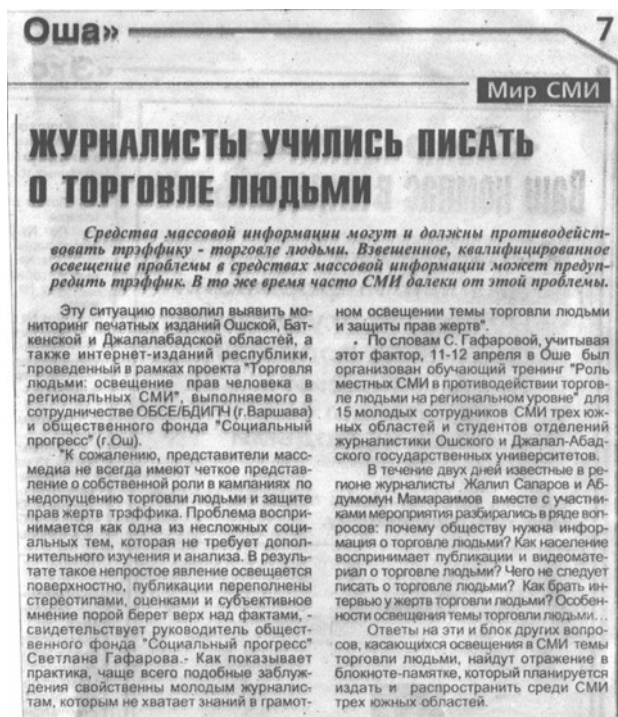 Оша»
7
Мир СМИ
ЖУРНАЛИСТЫ УЧИЛИСЬ ПИСАТЬ
О ТОРГОВЛЕ ЛЮДЬМИ
Средства массовой информации могут и должны противодейст-
вовать трэффику - торговле людьми. Взвешенное, квалифицированное
освещение проблемы в средствах массовой информации может предуп-
редить трэффик. В то же время часто СМИ далеки от этой проблемы.
Эту ситуацию позволил выявить мо-
ниторинг печатных изданий Ошской, Бат-
кенской и Джалалабадской областей, а
также интернет-изданий республики,
проведенный в рамках проекта "Торговля
людьми: освещение прав человека в
региональных СМИ", выполняемого в
сотрудничестве ОБСЕ/БДИПЧ (г.Варшава)
и общественного фонда "Социальный
прогресс" (г.Ош).
"К сожалению, представители масс-
медиа не всегда имеют четкое представ-
ление о собственной роли в кампаниях по
недопущению торговли людьми и защите
прав жертв трэффика. Проблема воспри-
нимается как одна из несложных соци-
альных тем, которая не требует допол-
нительного изучения и анализа. В резуль-
тате такое непростое явление освещается
поверхностно, публикации переполнены
стереотипами, оценками и субъективное
мнение порой берет верх над фактами, -
свидетельствует руководитель общест-
венного фонда "Социальный прогресс"
Светлана Гафарова.- Как показывает
практика, чаще всего подобные заблуж-
дения свойственны молодым журналис-
там, которым не хватает знаний в грамот-
ном освещении темы торговли людьми
и защиты прав жертв".
По словам С. Гафаровой, учитывая
этот фактор, 11-12 апреля в Оше был
организован обучающий тренинг "Роль
местных СМИ в противодействии торгов-
ле людьми на региональном уровне" для
15 молодых сотрудников СМИ трех юж-
ных областей и студентов отделений
журналистики Ошского и Джалал-Абад-
ского государственных университетов.
В течение двух дней известные в ре-
гионе журналисты Жалил Сапаров и Аб-
думомун Мамараимов вместе с участни-
ками мероприятия разбирались в ряде воп-
росов: почему обществу нужна инфор-
мация о торговле людьми? Как население
воспринимает публикации и видеомате-
риал о торговле людьми? Чего не следует
писать о торговле людьми? Как брать ин-
тервью у жертв торговли людьми? Особен-
ности освещения темы торговли людьми...
Ответы на эти и блок других вопро-
сов, касающихся освещения в СМИ темы
торговли людьми, найдут отражение в
блокноте-памятке, который планируется
издать и распространить среди СМИ
трех южных областей.